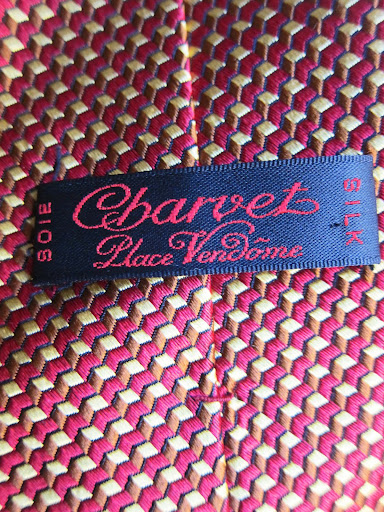 SOIE
Charvet
Place Vendôme
SILK